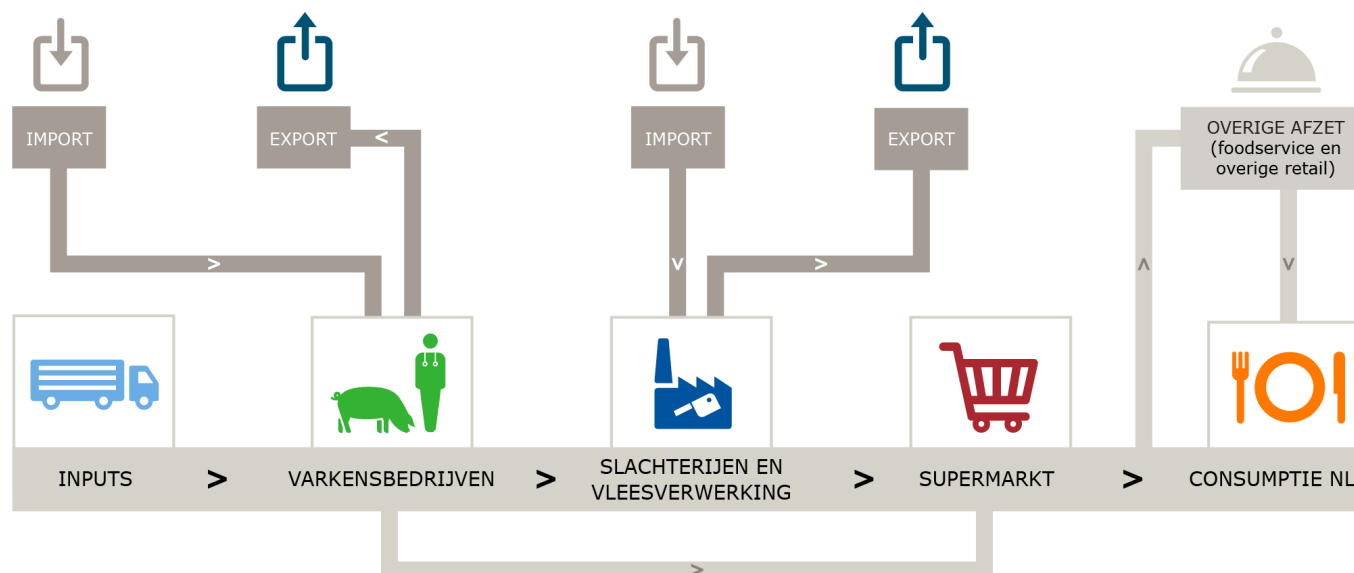 IMPORT
EXPORT
IMPORT
EXPORT
OVERIGE AFZET
(foodservice en
overige retail)
INPUTS
>
VARKENSBEDRIJVEN
>
SLACHTERIJEN EN
VLEESVERWERKING
>
SUPERMARKT
>
CONSUMPTIE NL